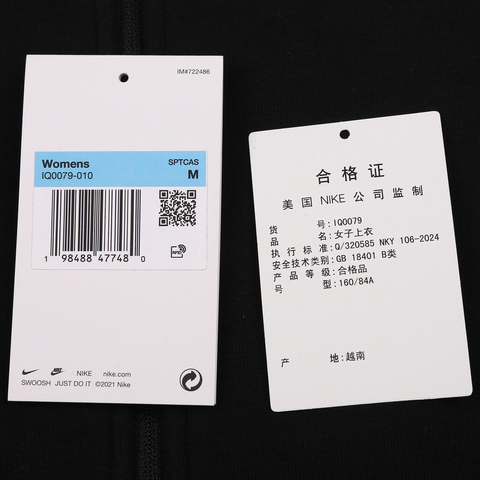 IM#722486
Womens SPTCAS
IQ0079-010 M
1 98488 47748 0
RFID
NIKE nike.com
SWOOSH JUST DO IT ©2021 Nike
合格证
美国 NIKE 公司监制
货 号:IQ0079
品 名:女子上衣
执行标准:Q/320585 NKY 106-2024
安全技术类别:GB 18401 B类
产品等级:合格品
号 型:160/84A
产 地:越南